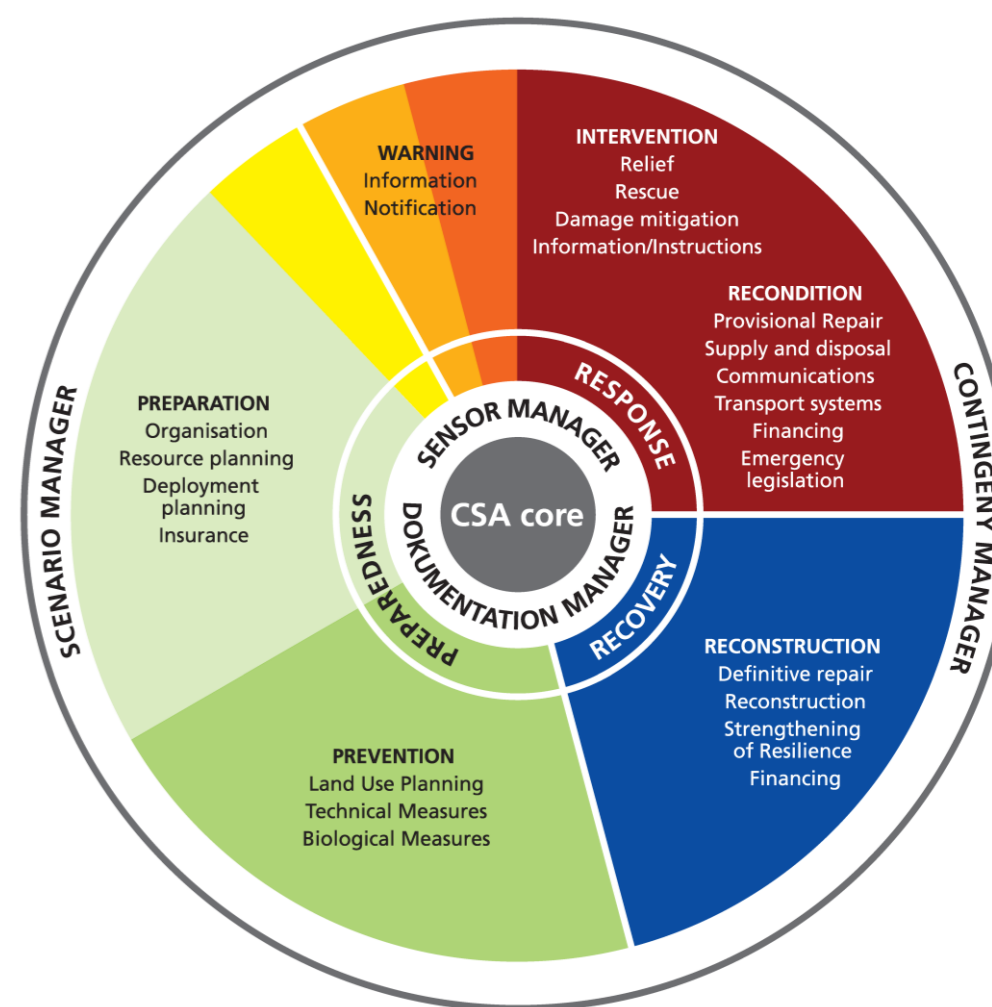 WARNING
Information
Notification
INTERVENTION
Relief
Rescue
Damage mitigation
Information/Instructions
RECONDITION
Provisional Repair
Supply and disposal
Communications
Transport systems
Financing
Emergency
legislation
PREPARATION
Organisation
Resource planning
Deployment
planning
Insurance
SCENARIO MANAGER
CONTINGENY MANAGER
RESPONSE
PREPAREDNESS
RECOVERY
SENSOR MANAGER
CSA core
DOKUMENTATION MANAGER
RECONSTRUCTION
Definitive repair
Reconstruction
Strengthening
of Resilience
Financing
PREVENTION
Land Use Planning
Technical Measures
Biological Measures